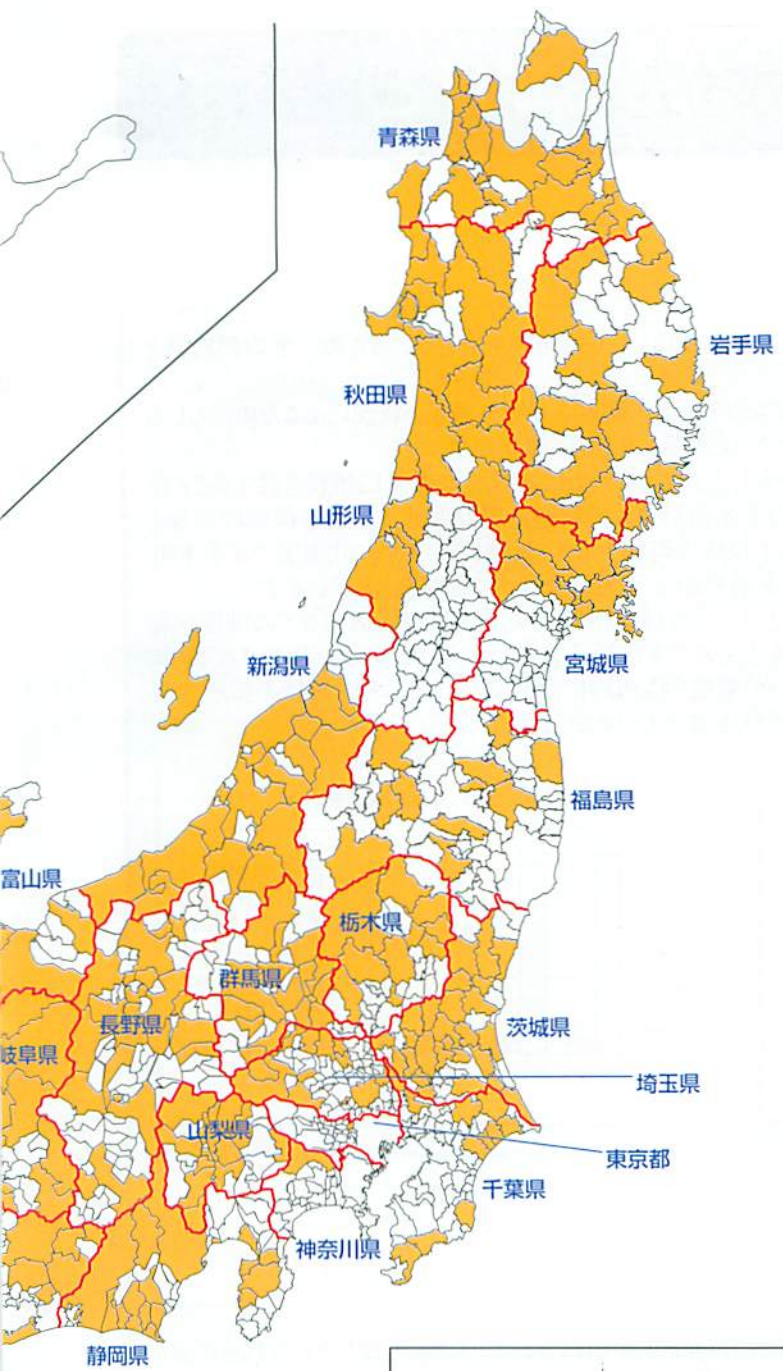 青森県
岩手県
秋田県
山形県
新潟県
宮城県
福島県
富山県
栃木県
群馬県
長野県
茨城県
岐阜県
埼玉県
山梨県
東京都
千葉県
神奈川県
静岡県